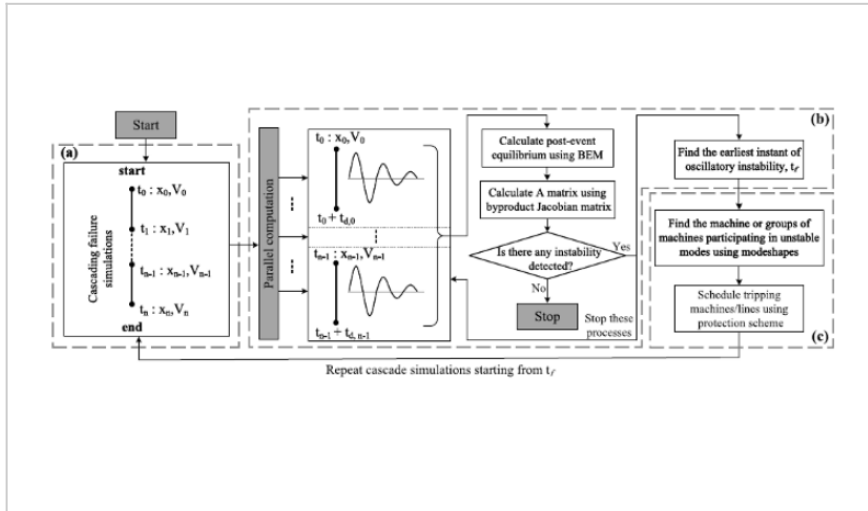 Start
(a)
start
t₀ : x₀,V₀
t₁ : x₁,V₁
tₙ₋₁ : xₙ₋₁,Vₙ₋₁
tₙ : xₙ,Vₙ
end
Cascading failure
simulations
Parallel computation
t₀ : x₀,V₀
t₀ + t_{d,0}
tₙ₋₁ : xₙ₋₁,Vₙ₋₁
tₙ₋₁ + t_{d, n-1}
Calculate post-event
equilibrium using BEM
Calculate A matrix using
byproduct Jacobian matrix
Is there any instability
detected?
Yes
No
Stop
Stop these
processes
(b)
Find the earliest instant of
oscillatory instability, t_f
Find the machine or groups of
machines participating in unstable
modes using modeshapes
Schedule tripping
machines/lines using
protection scheme
(c)
Repeat cascade simulations starting from t_f